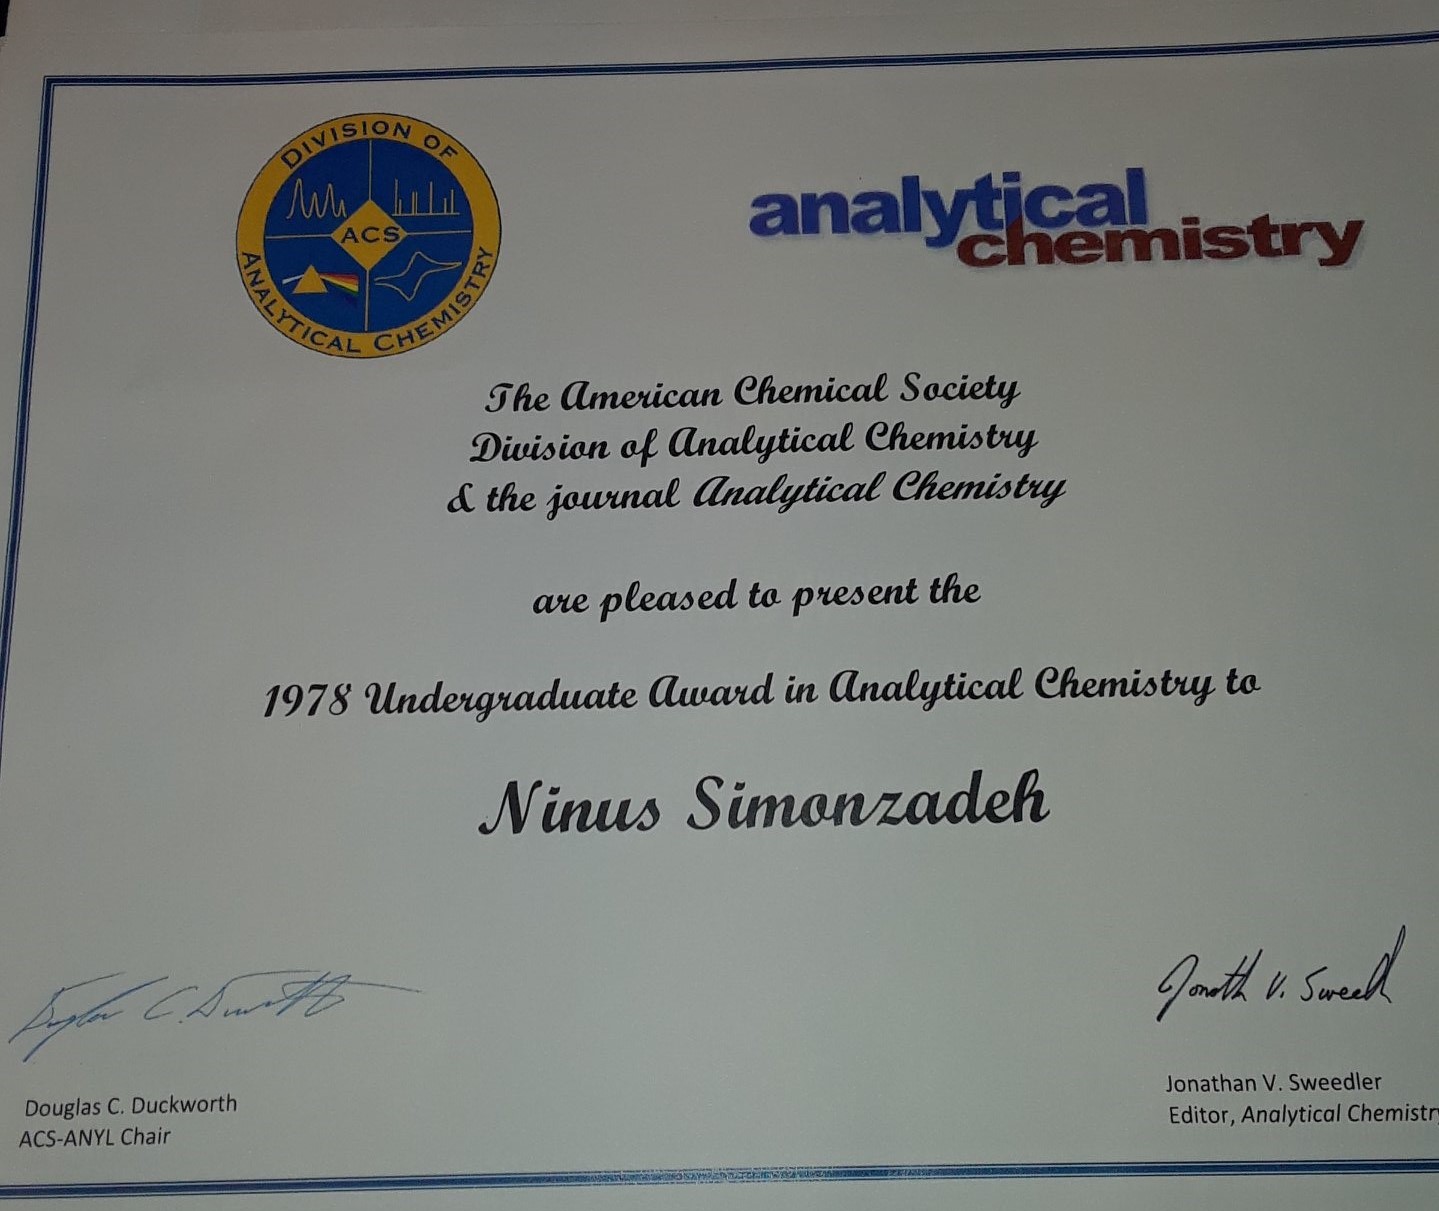 DIVISION OF
ACS
ANALYTICAL CHEMISTRY
analytical
chemistry
The American Chemical Society
Division of Analytical Chemistry
& the journal Analytical Chemistry
are pleased to present the
1978 Undergraduate Award in Analytical Chemistry to
Ninus Simonzadeh
Douglas C. Duckworth
ACS-ANYL Chair
Jonathan V. Sweedler
Editor, Analytical Chemistry